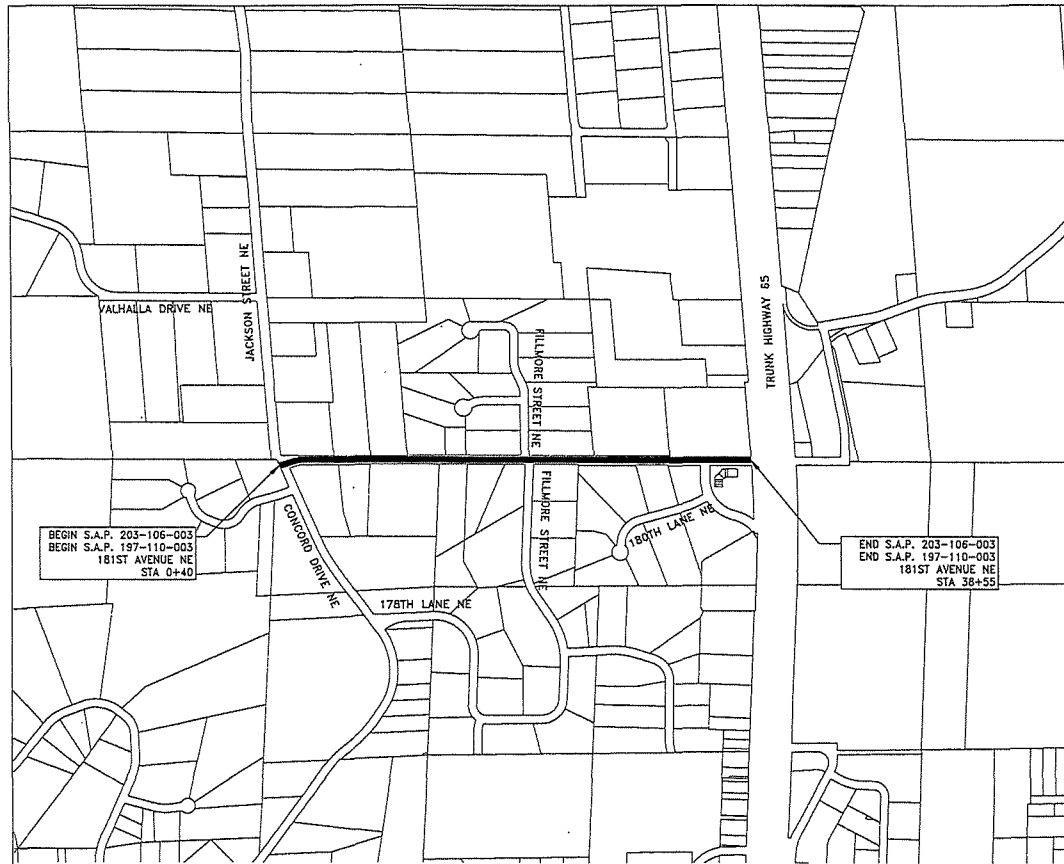 VALHALLA DRIVE NE
JACKSON STREET NE
FILLMORE STREET NE
TRUNK HIGHWAY 65
BEGIN S.A.P. 203-106-003
BEGIN S.A.P. 197-110-003
181ST AVENUE NE
STA 0+40
CONCORD DRIVE NE
FILLMORE STREET NE
180TH LANE NE
END S.A.P. 203-106-003
END S.A.P. 197-110-003
181ST AVENUE NE
STA 38+55
178TH LANE NE